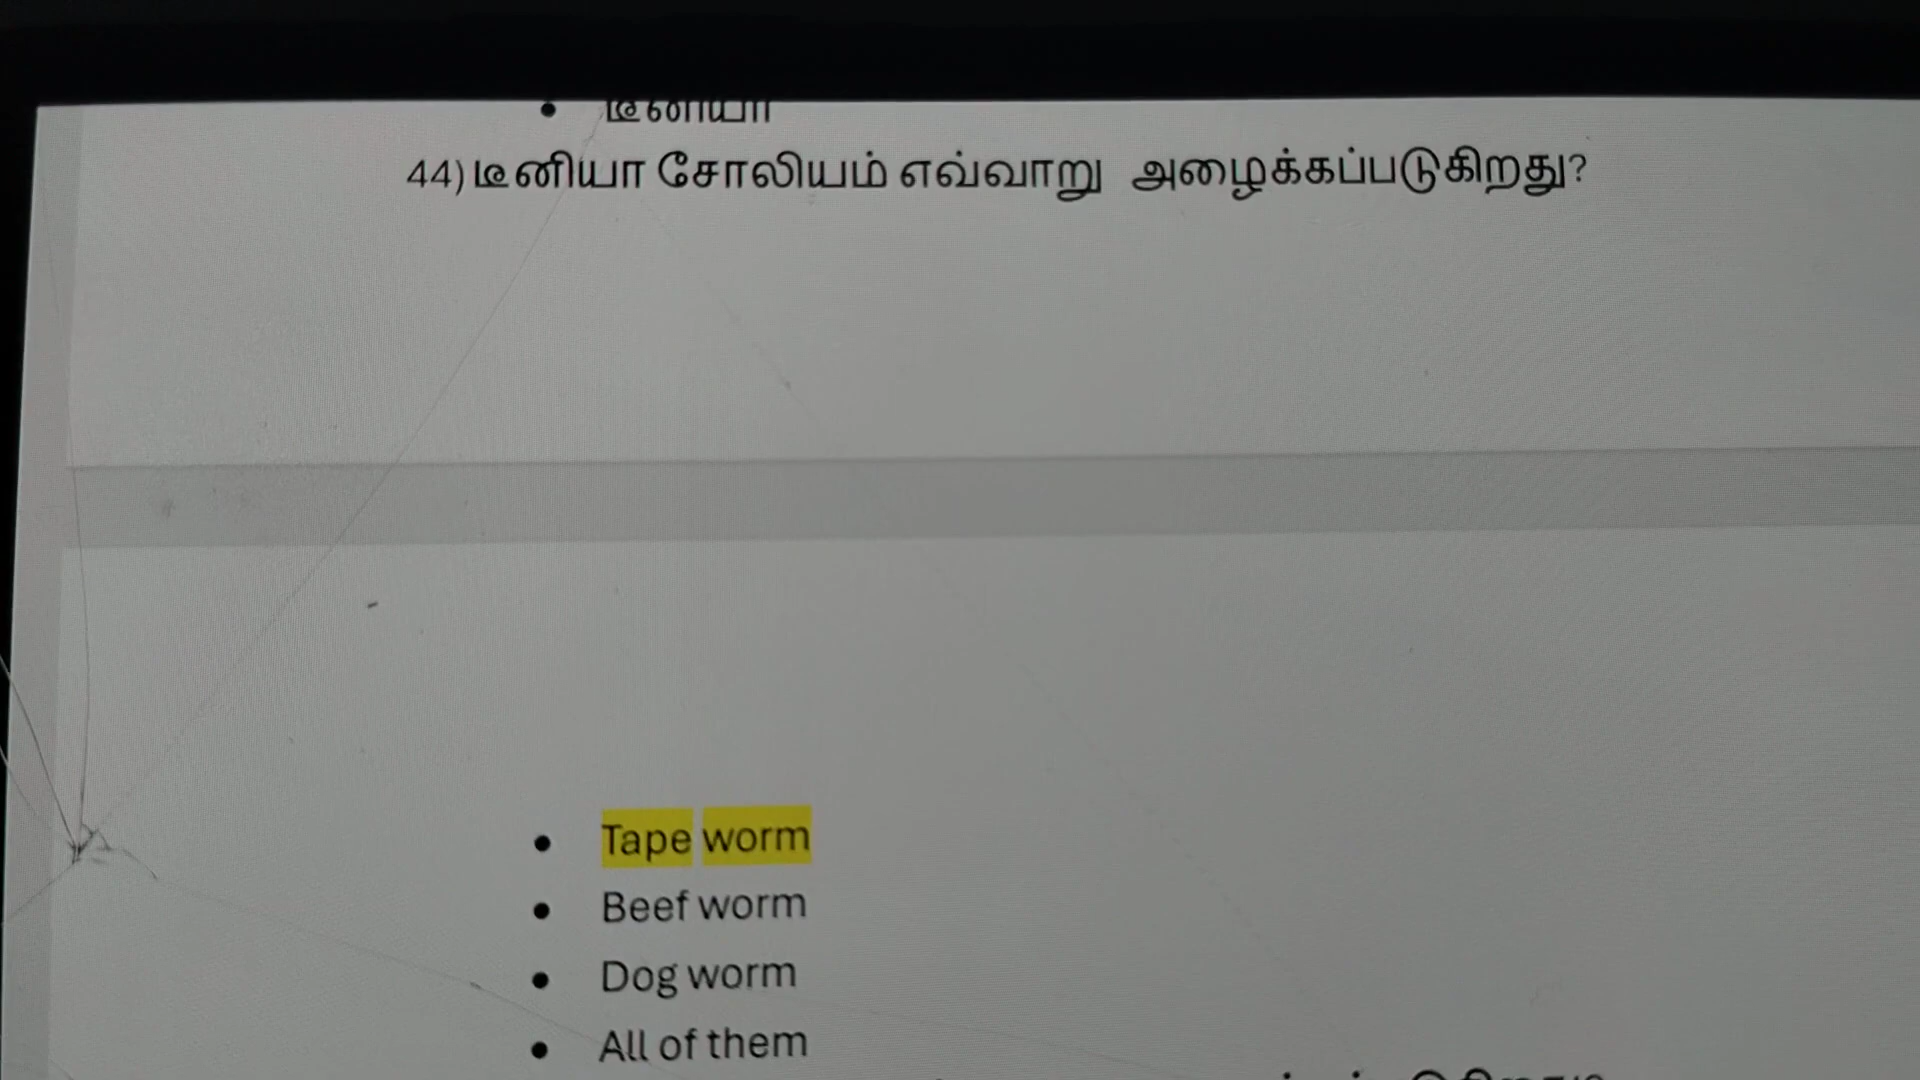 • டீனியா
44) டீனியா சோலியம் எவ்வாறு அழைக்கப்படுகிறது?
• Tape worm
• Beef worm
• Dog worm
• All of them